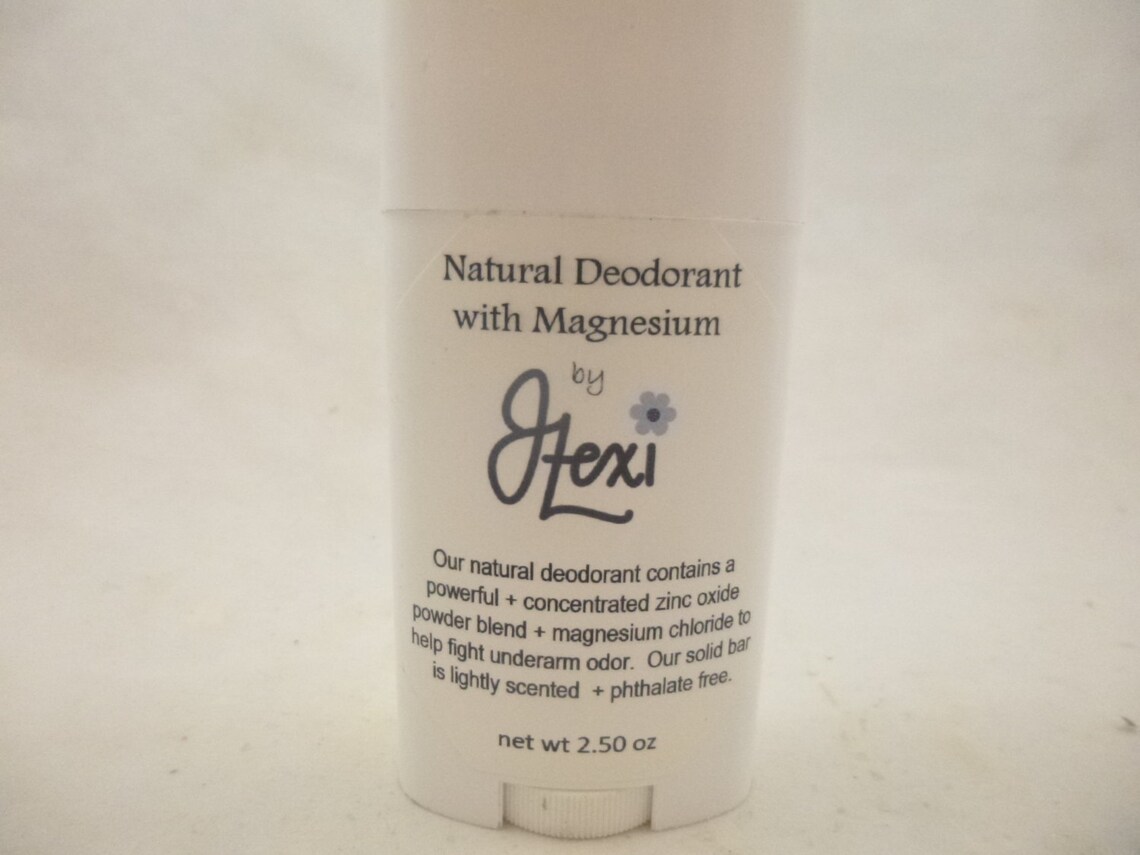 Natural Deodorant
with Magnesium
by
JLexi
Our natural deodorant contains a
powerful + concentrated zinc oxide
powder blend + magnesium chloride to
help fight underarm odor. Our solid bar
is lightly scented + phthalate free.
net wt 2.50 oz